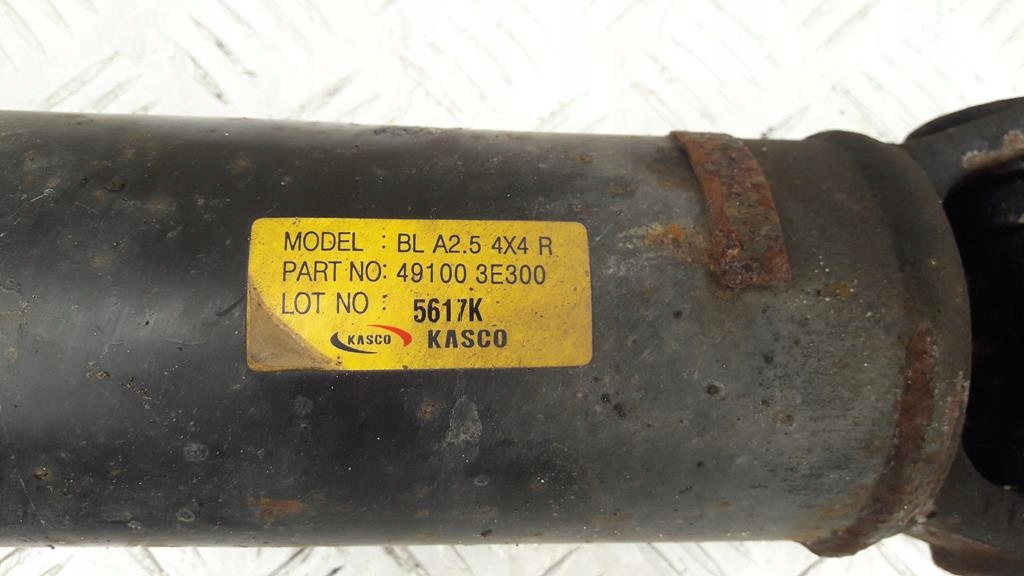 MODEL : BL A2.5 4X4 R
PART NO: 49100 3E300
LOT NO : 5617K
KASCO KASCO